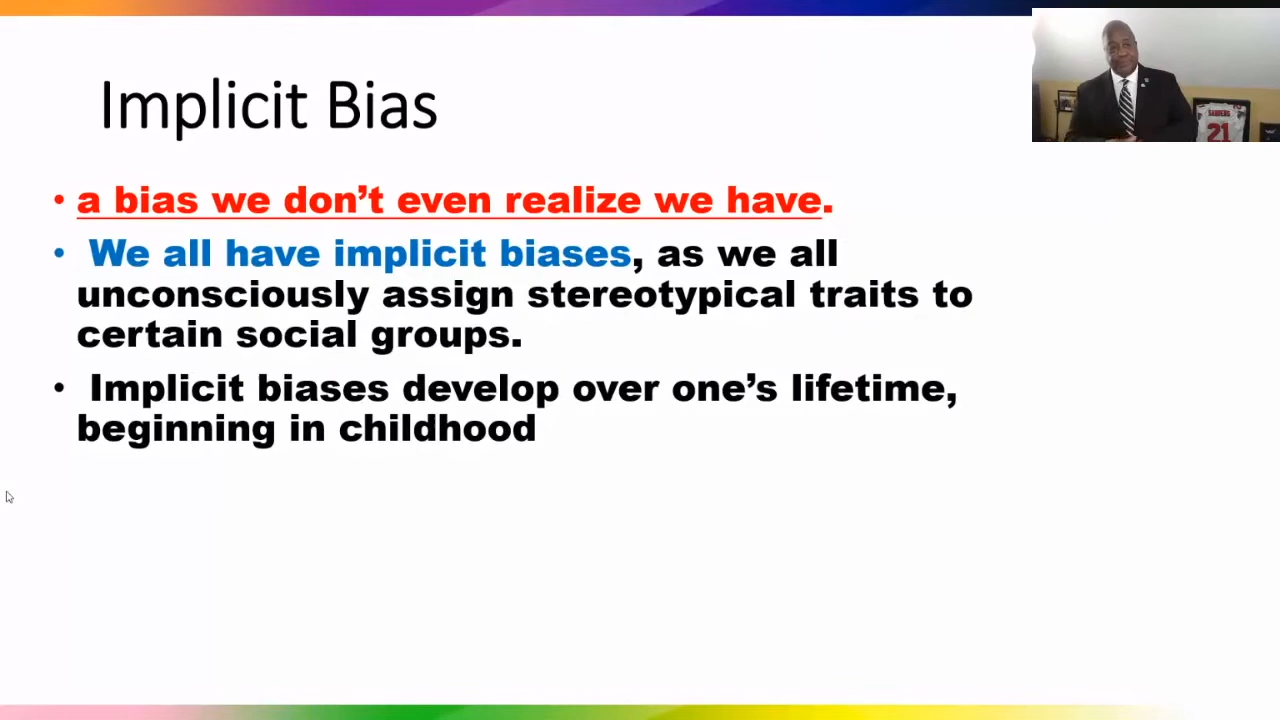 Implicit Bias
• a bias we don’t even realize we have.
• We all have implicit biases, as we all
unconsciously assign stereotypical traits to
certain social groups.
• Implicit biases develop over one’s lifetime,
beginning in childhood
SANDERS
21